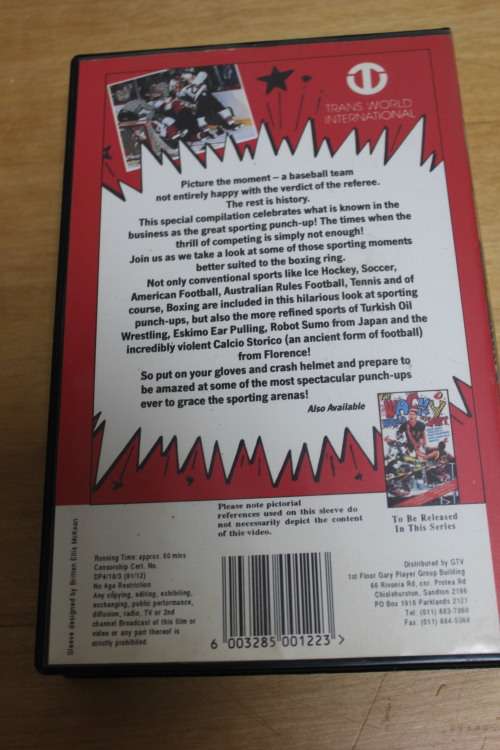 TRANS WORLD
INTERNATIONAL
Picture the moment – a baseball team
not entirely happy with the verdict of the referee.
The rest is history.
This special compilation celebrates what is known in the
business as the great sporting punch-up! The times when the
thrill of competing is simply not enough!
Join us as we take a look at some of those sporting moments
better suited to the boxing ring.
Not only conventional sports like Ice Hockey, Soccer,
American Football, Australian Rules Football, Tennis and of
course, Boxing are included in this hilarious look at sporting
punch-ups, but also the more refined sports of Turkish Oil
Wrestling, Eskimo Ear Pulling, Robot Sumo from Japan and the
incredibly violent Calcio Storico (an ancient form of football)
from Florence!
So put on your gloves and crash helmet and prepare to
be amazed at some of the most spectacular punch-ups
ever to grace the sporting arenas!
Also Available
WACKY
Please note pictorial
references used on this sleeve do
not necessarily depict the content
of this video.
To Be Released
In This Series
Sleeve designed by Britten Ellis McKean
Running Time: approx. 60 mins
Censorship Cert. No.
No Age Restriction
Any copying, editing, exhibiting,
exchanging, public performance,
diffusion, radio, TV or 2nd
channel Broadcast of this film or
video or any part thereof is
strictly prohibited.
6 003285 001223 >
Distributed by GTV
1st Floor Gary Player Group Building
66 Rivonia Rd, cnr. Protea Rd
Chislehurston, Sandton 2196
PO Box 1916 Parklands 2121